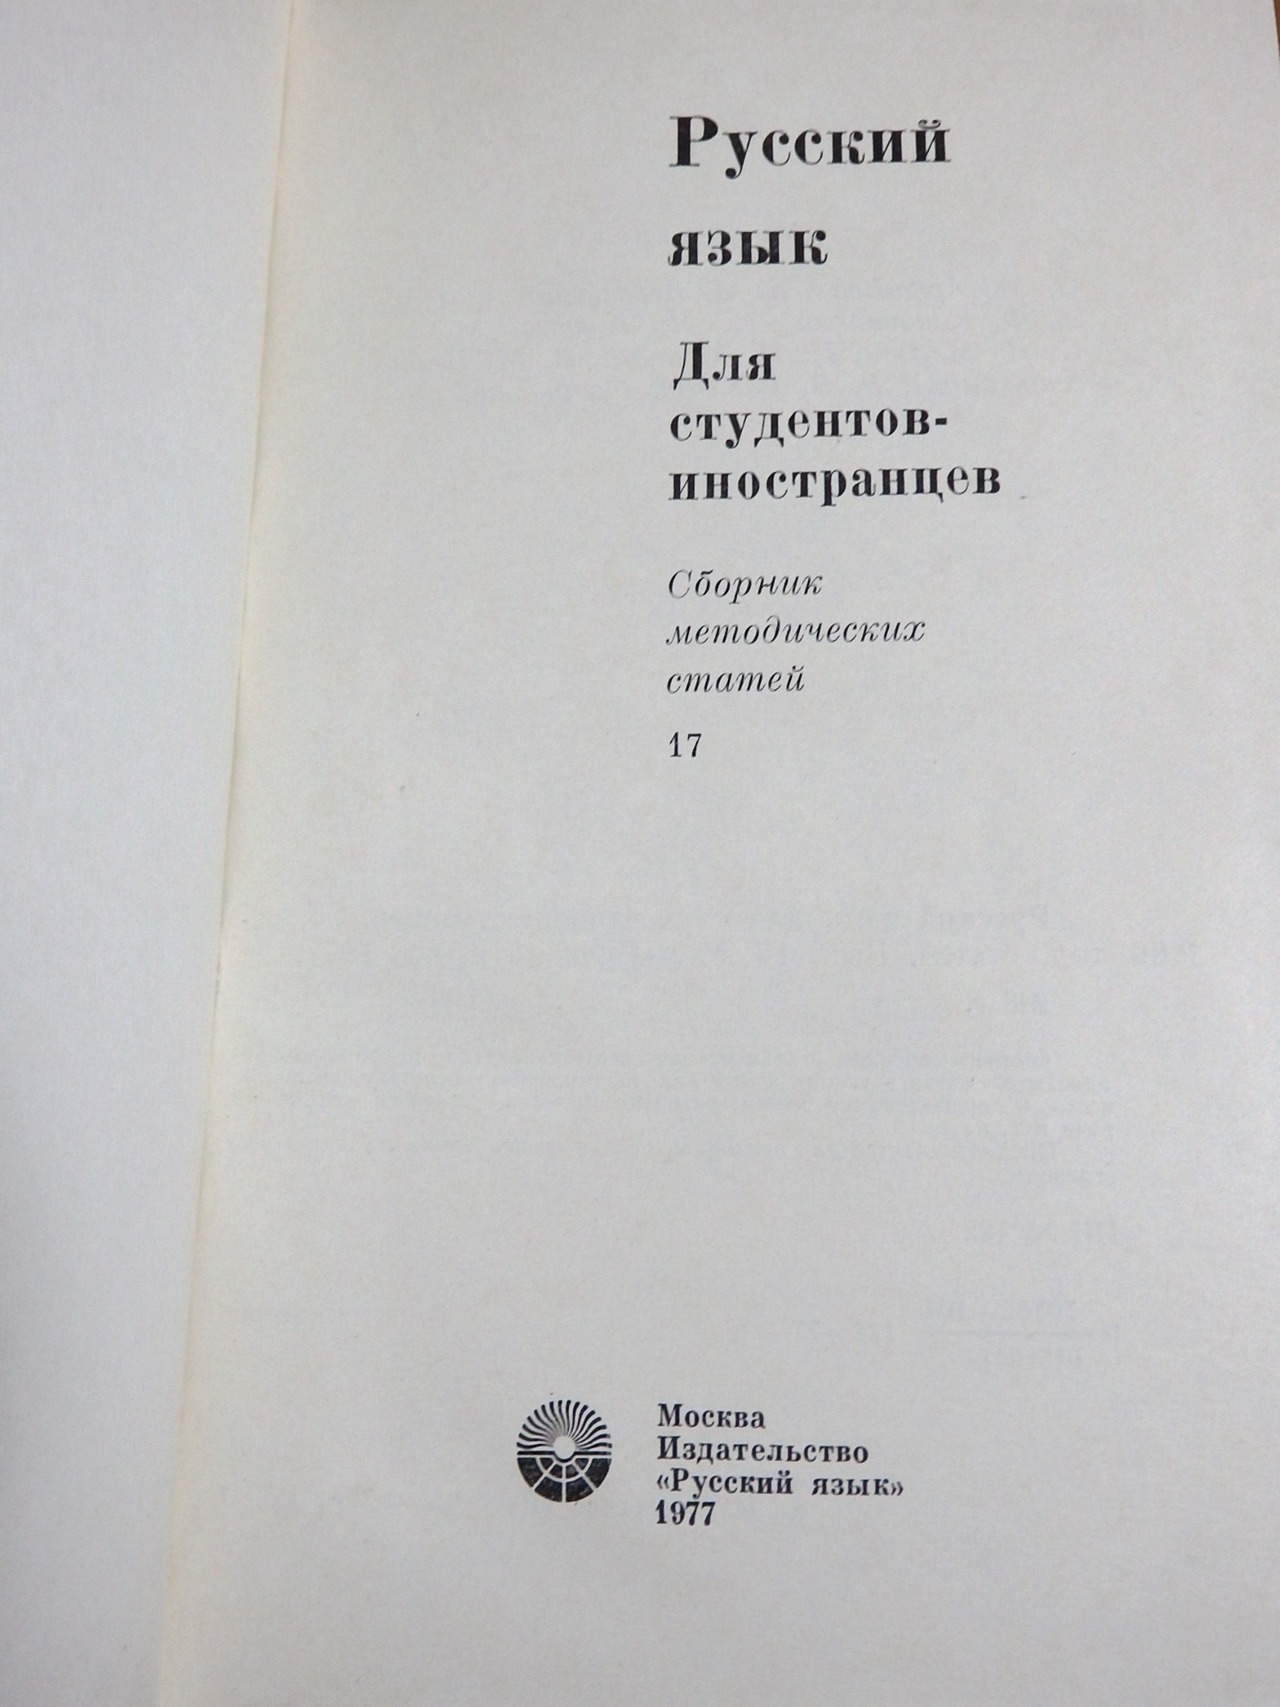 Русский
язык
Для
студентов-
иностранцев
Сборник
методических
статей
17
Москва
Издательство
«Русский язык»
1977